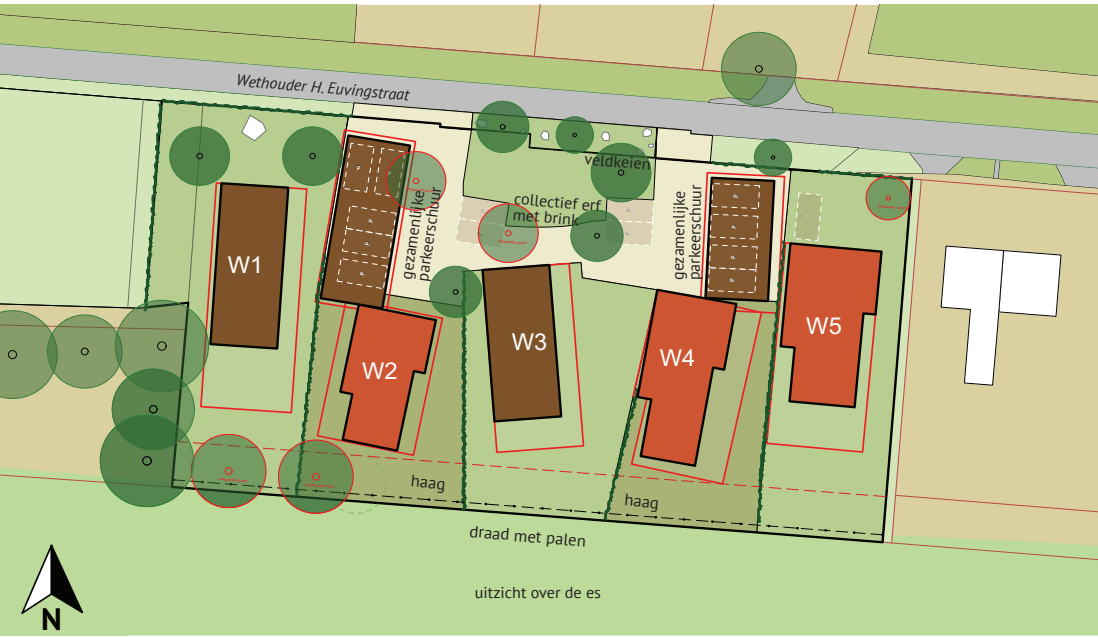 Wethouder H. Euvingstraat
veldkeien
collectief erf
met brink
gezamenlijke
parkeerschuur
gezamenlijke
parkeerschuur
W1
W2
W3
W4
W5
haag
haag
draad met palen
uitzicht over de es
N